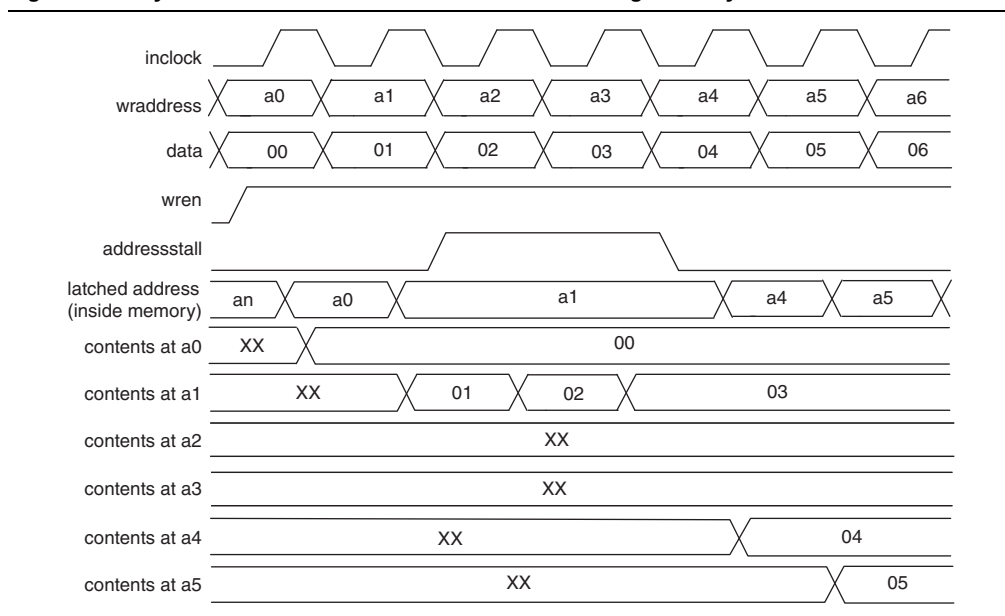 inclock
wraddress a0 a1 a2 a3 a4 a5 a6
data 00 01 02 03 04 05 06
wren
addressstall
latched address
(inside memory) an a0 a1 a4 a5
contents at a0 XX 00
contents at a1 XX 01 02 03
contents at a2 XX
contents at a3 XX
contents at a4 XX 04
contents at a5 XX 05